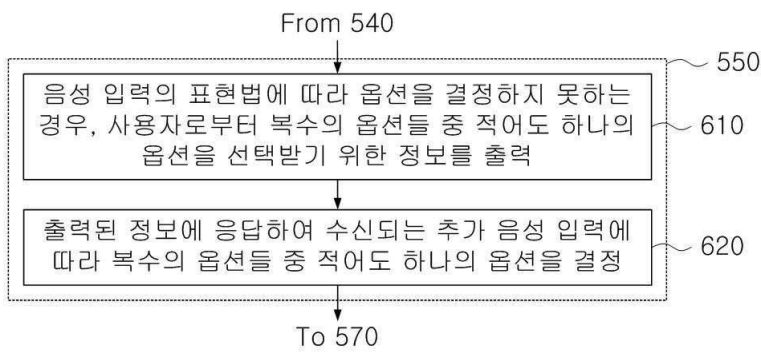 From 540
550
음성 입력의 표현법에 따라 옵션을 결정하지 못하는
경우, 사용자로부터 복수의 옵션들 중 적어도 하나의
옵션을 선택받기 위한 정보를 출력
610
출력된 정보에 응답하여 수신되는 추가 음성 입력에
따라 복수의 옵션들 중 적어도 하나의 옵션을 결정
620
To 570